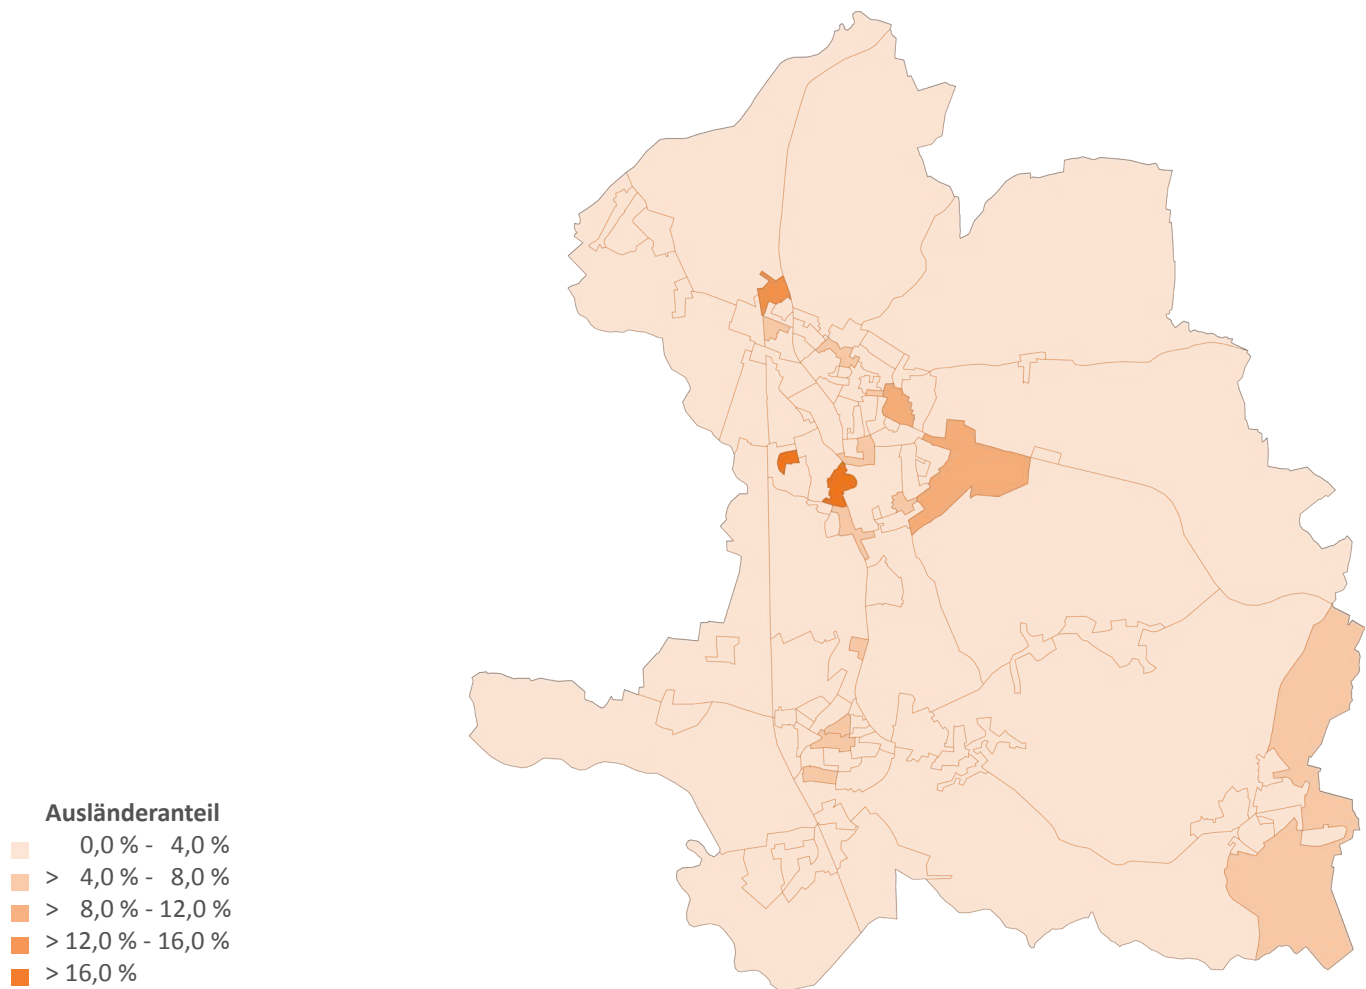 Ausländeranteil
0,0 % - 4,0 %
> 4,0 % - 8,0 %
> 8,0 % - 12,0 %
> 12,0 % - 16,0 %
> 16,0 %